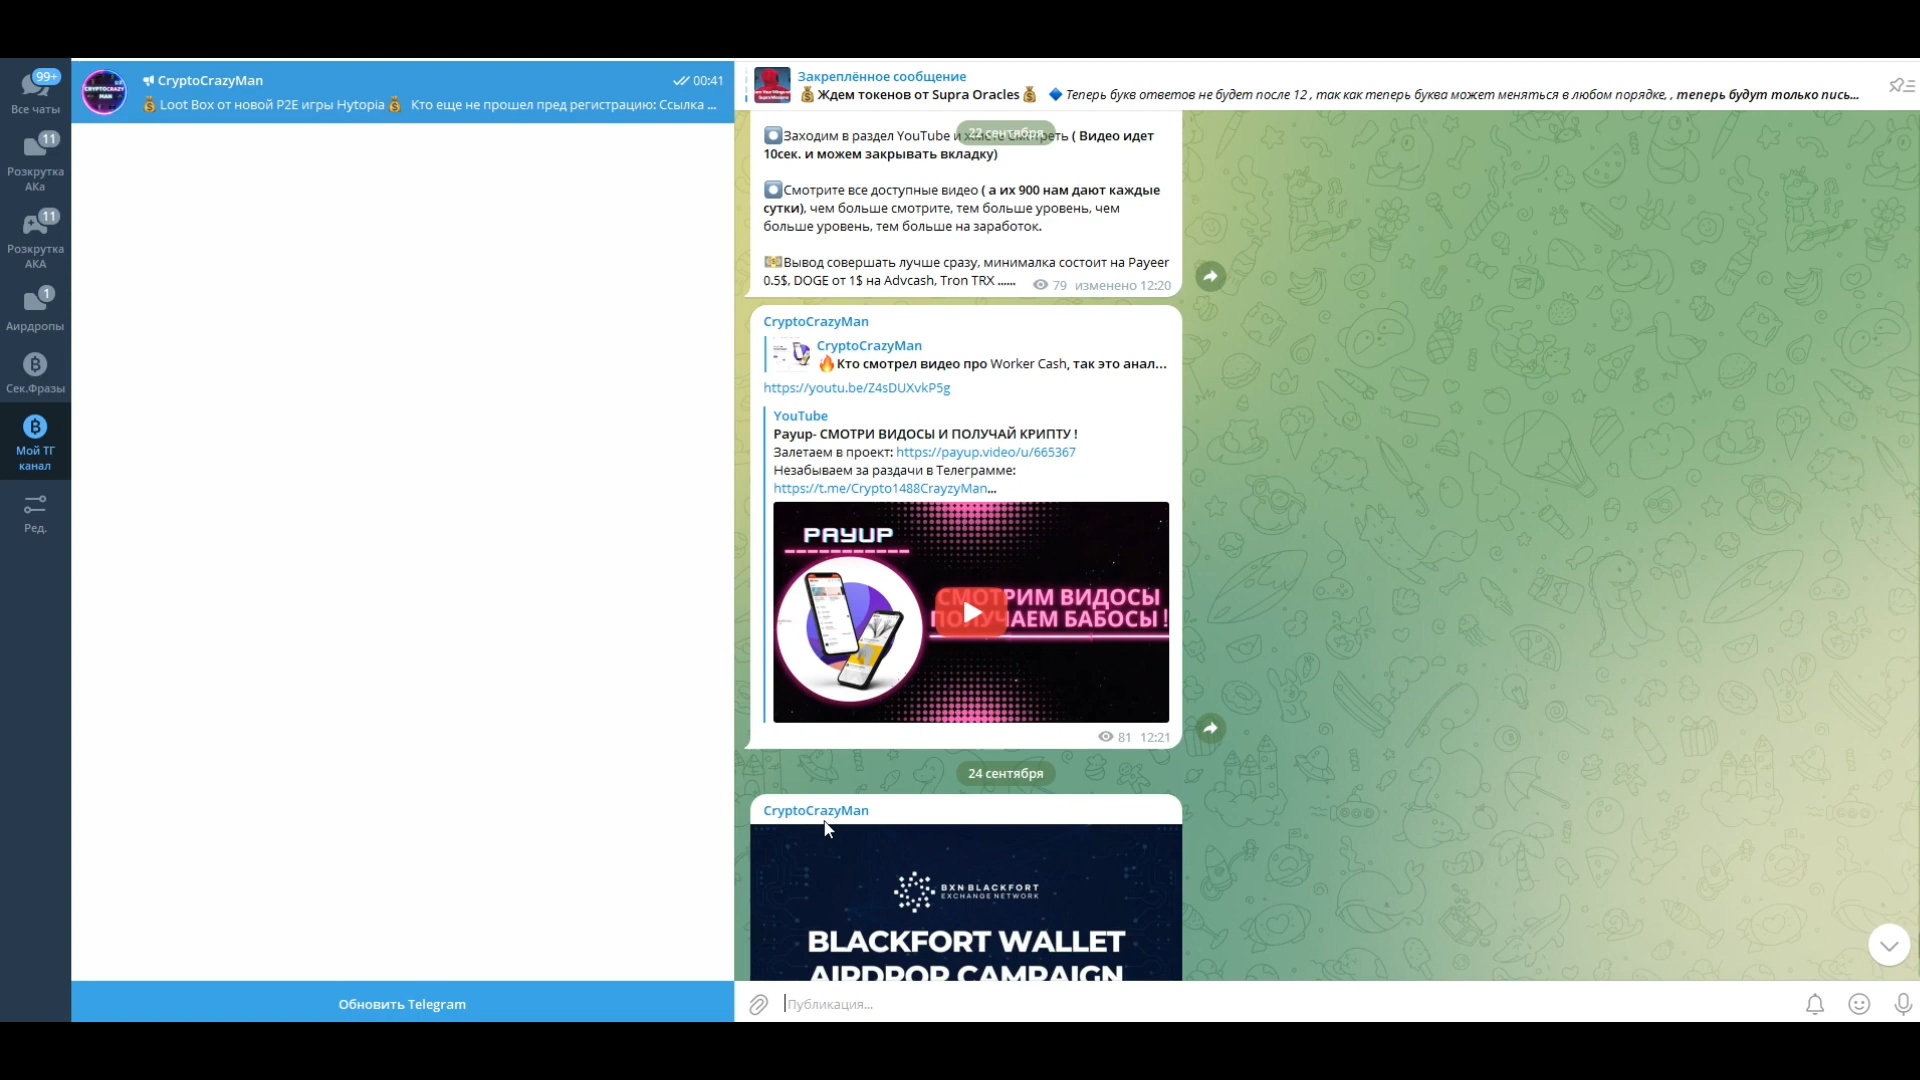 99+
Все чаты
11
Розкрутка
АКа
11
Розкрутка
АКА
1
Аирдропы
Сек.Фразы
Мой ТГ
канал
Ред.
CryptoCrazyMan
00:41
💰 Loot Box от новой P2E игры Hytopia 💰 Кто еще не прошел пред регистрацию: Ссылка ...
Обновить Telegram
Закреплённое сообщение
💰Ждем токенов от Supra Oracles💰 🔷 Теперь букв ответов не будет после 12 , так как теперь буква может меняться в любом порядке, , теперь будут только пись...
22 сентября
⏺Заходим в раздел YouTube и ( Видео идет
10сек. и можем закрывать вкладку)
⏺Смотрите все доступные видео ( а их 900 нам дают каждые
сутки), чем больше смотрите, тем больше уровень, чем
больше уровень, тем больше на заработок.
💴Вывод совершать лучше сразу, минималка состоит на Payeer
0.5$, DOGE от 1$ на Advcash, Tron TRX ......
79 изменено 12:20
CryptoCrazyMan
CryptoCrazyMan
🔥Кто смотрел видео про Worker Cash, так это анал...
https://youtu.be/Z4sDUXvkP5g
YouTube
Payup- СМОТРИ ВИДОСЫ И ПОЛУЧАЙ КРИПТУ !
Залетаем в проект: https://payup.video/u/665367
Незабываем за раздачи в Телеграмме:
https://t.me/Crypto1488CrayzyMan...
PAYUP
СМОТРИМ ВИДОСЫ
ПОЛУЧАЕМ БАБОСЫ !
81 12:21
24 сентября
CryptoCrazyMan
BXN BLACKFORT
EXCHANGE NETWORK
BLACKFORT WALLET
AIRDROP CAMPAIGN
Публикация...